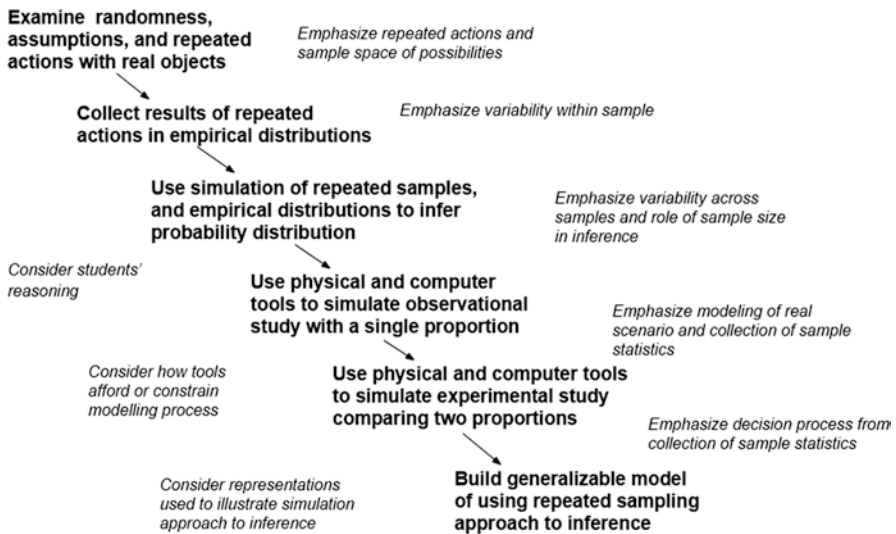 Examine randomness,
assumptions, and repeated
actions with real objects
Emphasize repeated actions and
sample space of possibilities
Collect results of repeated
actions in empirical distributions
Emphasize variability within sample
Use simulation of repeated samples,
and empirical distributions to infer
probability distribution
Emphasize variability across
samples and role of sample size
in inference
Consider students'
reasoning
Use physical and computer
tools to simulate observational
study with a single proportion
Emphasize modeling of real
scenario and collection of sample
statistics
Consider how tools
afford or constrain
modelling process
Use physical and computer tools
to simulate experimental study
comparing two proportions
Emphasize decision process from
collection of sample statistics
Consider representations
used to illustrate simulation
approach to inference
Build generalizable model
of using repeated sampling
approach to inference